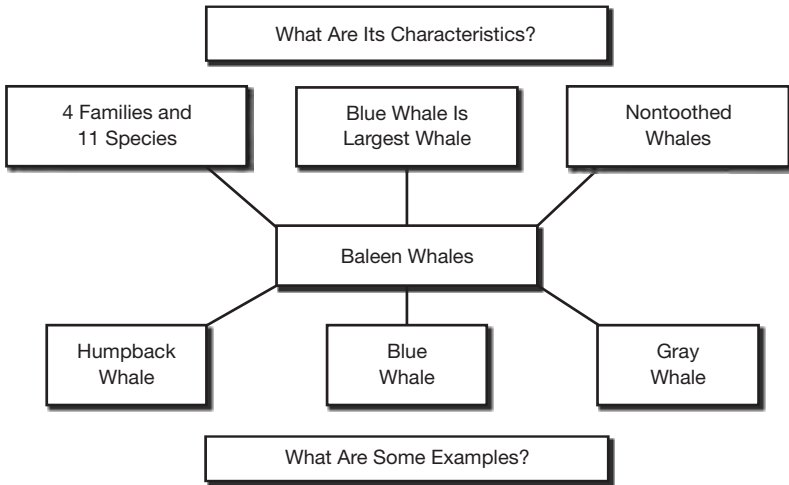 What Are Its Characteristics?
4 Families and
11 Species
Blue Whale Is
Largest Whale
Nontoothed
Whales
Baleen Whales
Humpback
Whale
Blue
Whale
Gray
Whale
What Are Some Examples?